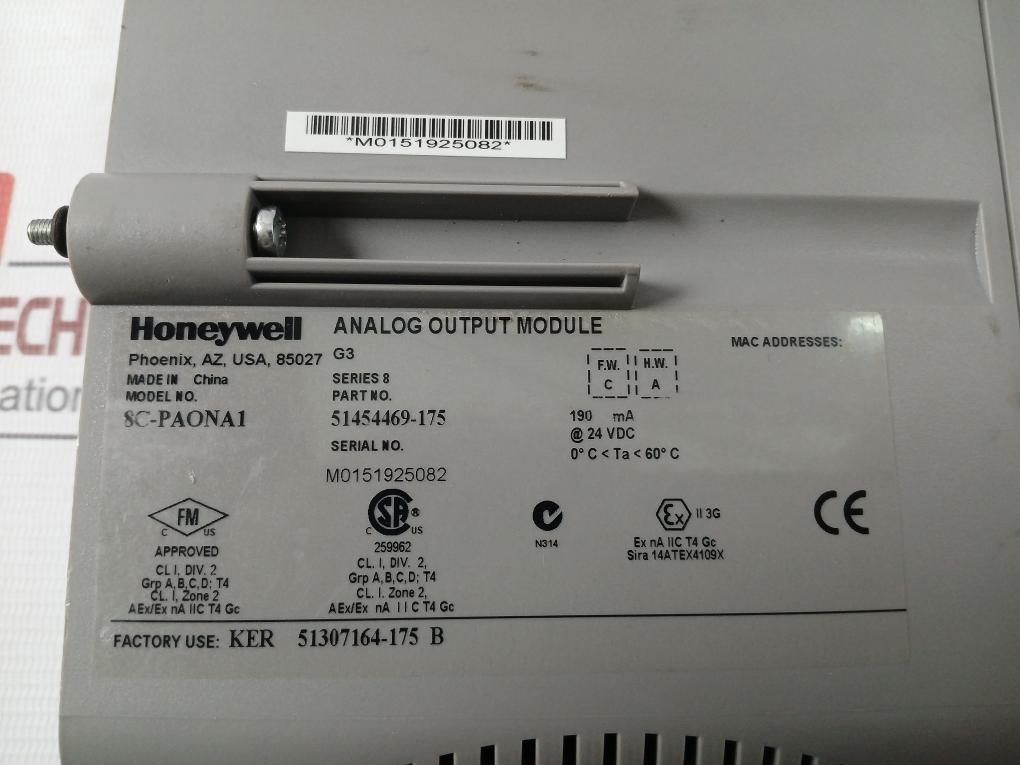 *M0151925082*
ECH
ation
Honeywell
Phoenix, AZ, USA, 85027
MADE IN China
MODEL NO.
8C-PAONA1
ANALOG OUTPUT MODULE
G3
SERIES 8
PART NO.
51454469-175
SERIAL NO.
M0151925082
F.W.
C
H.W.
A
MAC ADDRESSES:
190 mA
@ 24 VDC
0° C < Ta < 60° C
FM
C US
APPROVED
CL I, DIV. 2
Grp A,B,C,D; T4
CL I, Zone 2
AEx/Ex nA IIC T4 Gc
SA ®
C US
259962
CL. I, DIV. 2,
Grp A,B,C,D; T4
CL. I. Zone 2,
AEx/Ex nA I I C T4 Gc
N314
Ex II 3G
Ex nA IIC T4 Gc
Sira 14ATEX4109X
CE
FACTORY USE: KER 51307164-175 B